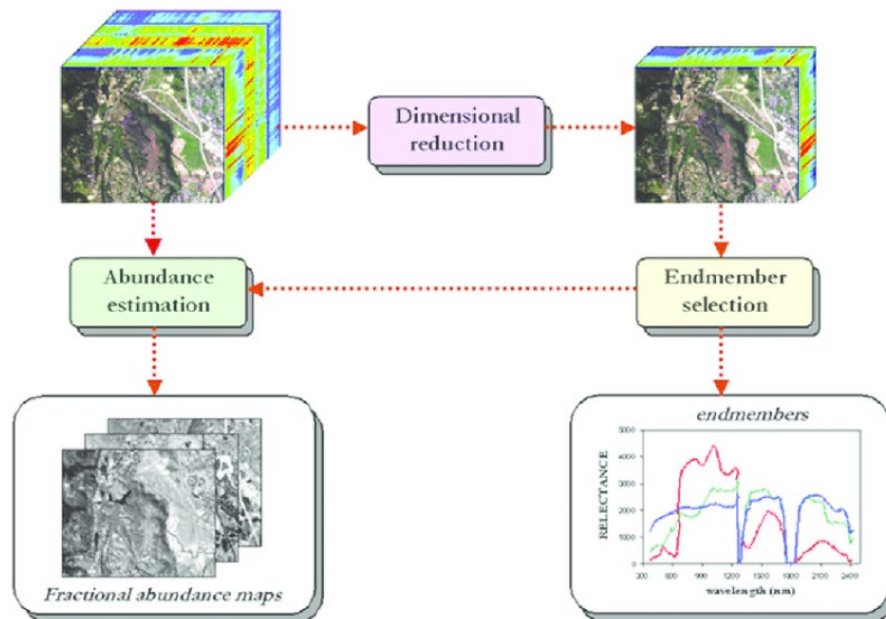 Dimensional
reduction
Abundance
estimation
Endmember
selection
endmembers
5000
4000
3000
2000
1000
0
RELECTANCE
300
600
900
1200
1500
1800
2100
2400
wavelength (nm)
Fractional abundance maps